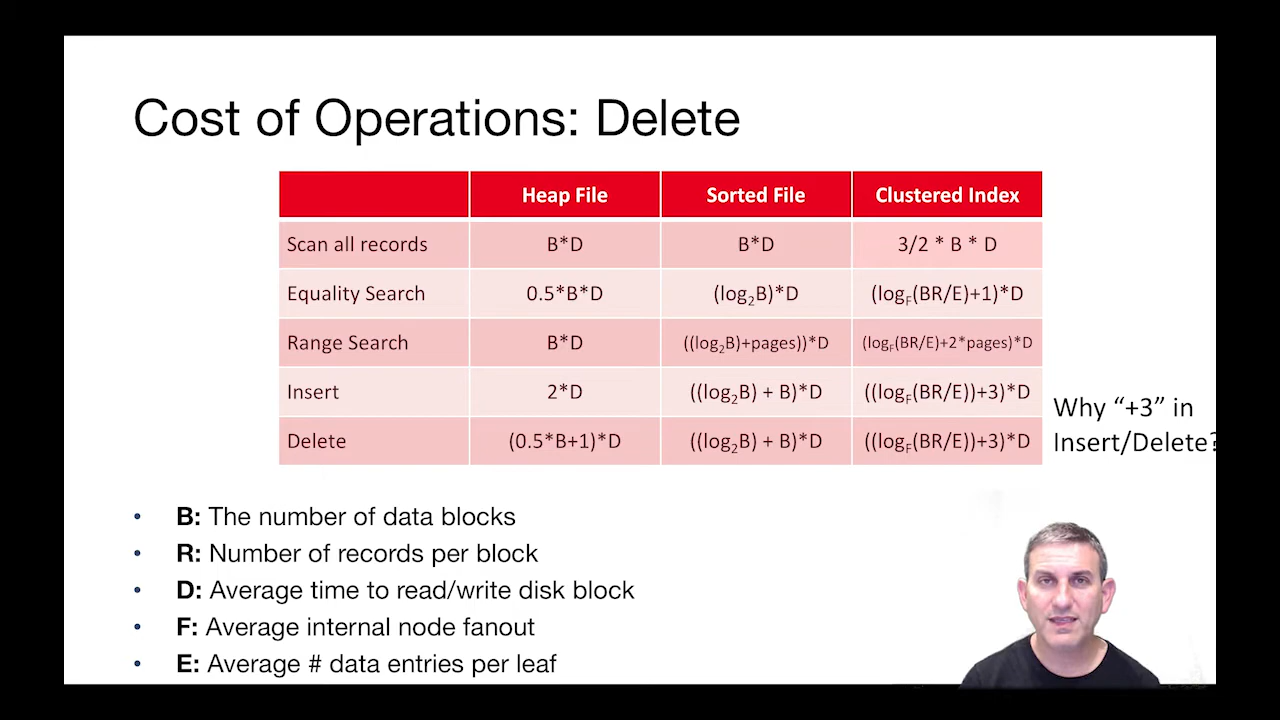 Cost of Operations: Delete
Heap File Sorted File Clustered Index
Scan all records B*D B*D 3/2 * B * D
Equality Search 0.5*B*D (log₂B)*D (logF(BR/E)+1)*D
Range Search B*D ((log₂B)+pages))*D (logF(BR/E)+2*pages)*D
Insert 2*D ((log₂B) + B)*D ((logF(BR/E))+3)*D
Delete (0.5*B+1)*D ((log₂B) + B)*D ((logF(BR/E))+3)*D
Why “+3” in
Insert/Delete?
• B: The number of data blocks
• R: Number of records per block
• D: Average time to read/write disk block
• F: Average internal node fanout
• E: Average # data entries per leaf